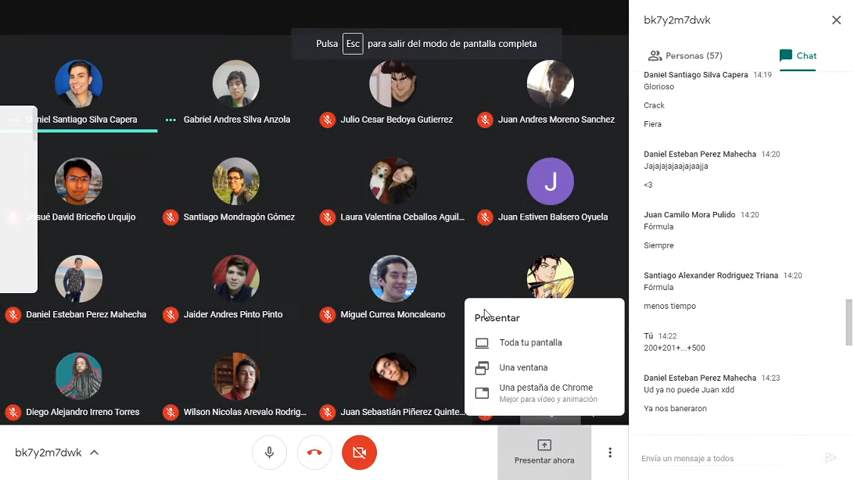 Pulsa Esc para salir del modo de pantalla completa
Daniel Santiago Silva Capera
Gabriel Andres Silva Anzola
Julio Cesar Bedoya Gutierrez
Juan Andres Moreno Sanchez
Josué David Briceño Urquijo
Santiago Mondragón Gómez
Laura Valentina Ceballos Aguil...
Juan Estiven Balsero Oyuela
J
Daniel Esteban Perez Mahecha
Jaider Andres Pinto Pinto
Miguel Currea Moncaleano
Diego Alejandro Irreno Torres
Wilson Nicolas Arevalo Rodrig...
Juan Sebastián Piñerez Quinte...
Presentar
Toda tu pantalla
Una ventana
Una pestaña de Chrome
Mejor para vídeo y animación
bk7y2m7dwk
Presentar ahora
bk7y2m7dwk
Personas (57)
Chat
Daniel Santiago Silva Capera 14:19
Glorioso
Crack
Fiera
Daniel Esteban Perez Mahecha 14:20
Jajajajaajajaajja
<3
Juan Camilo Mora Pulido 14:20
Fórmula
Siempre
Santiago Alexander Rodriguez Triana 14:20
Fórmula
menos tiempo
Tú 14:22
200+201+...+500
Daniel Esteban Perez Mahecha 14:23
Ud ya no puede Juan xdd
Ya nos baneraron
Envía un mensaje a todos